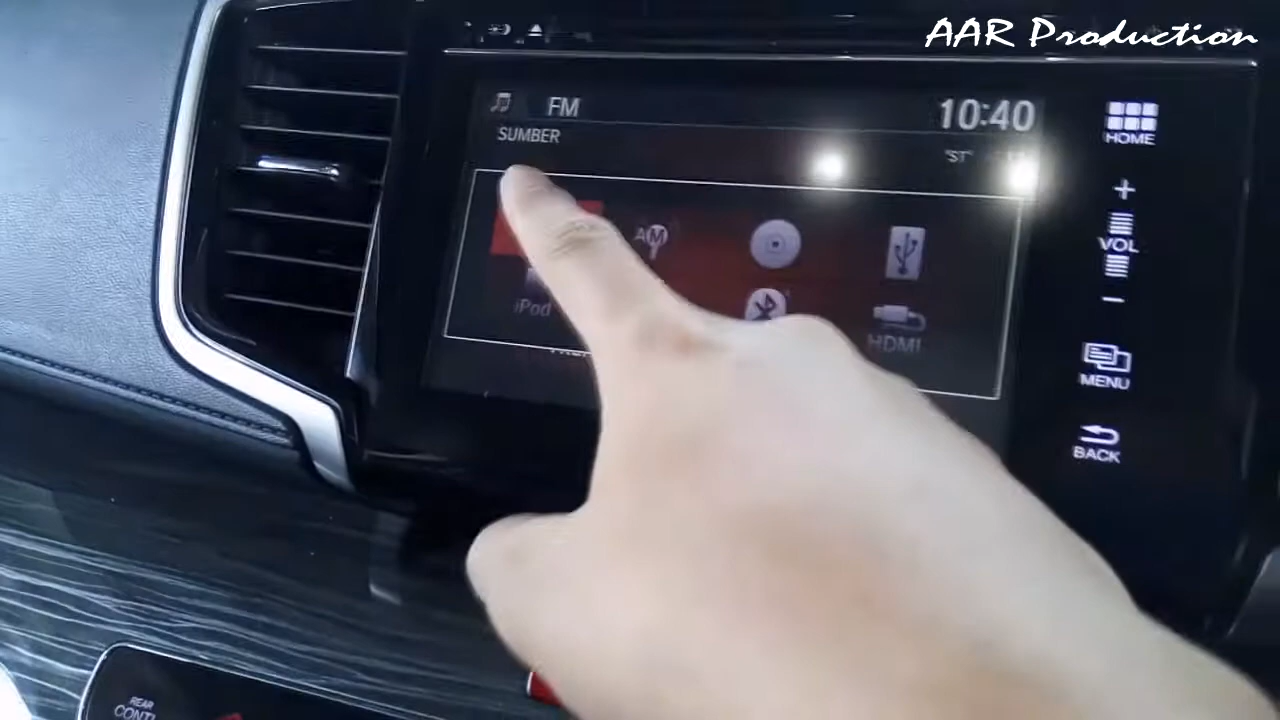 AAR Production
FM
10:40
SUMBER
'ST'
HOME
AM
iPod
HDMI
+
VOL
−
MENU
BACK
REAR